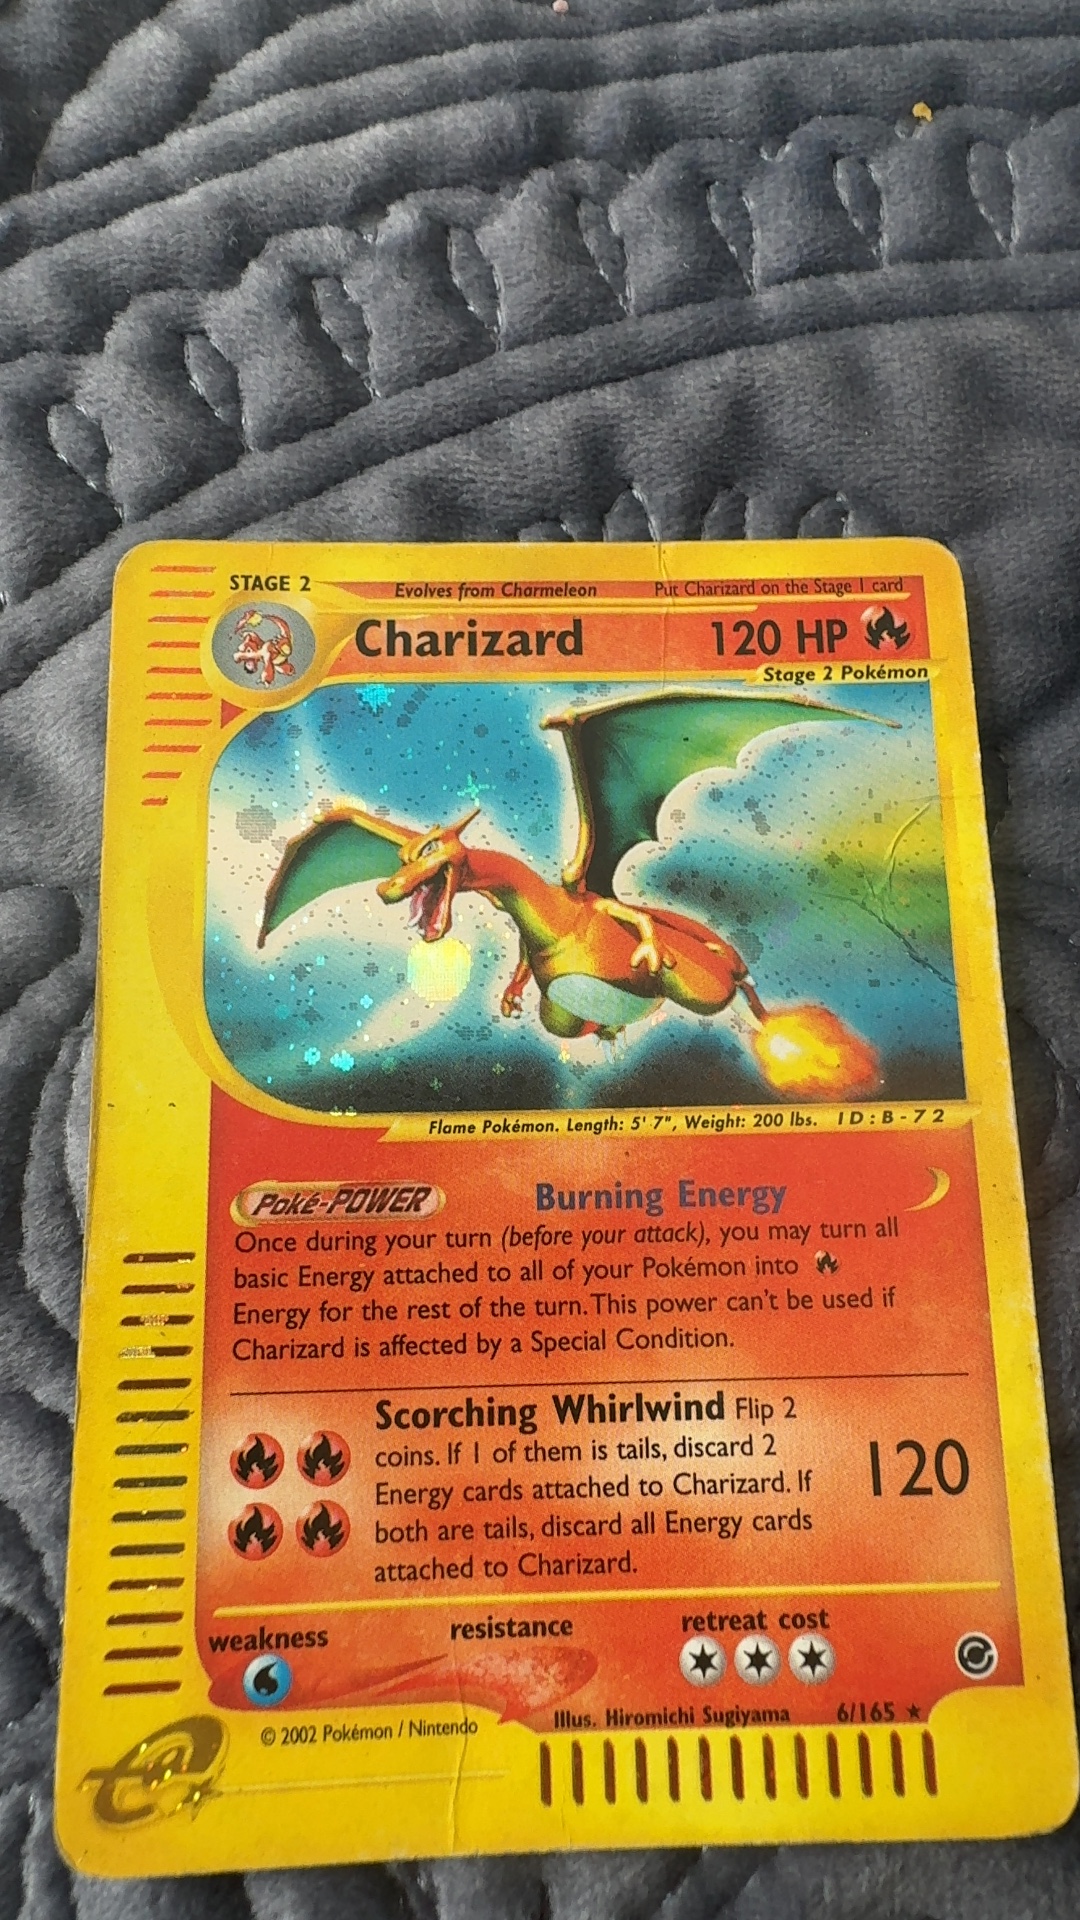 STAGE 2 Evolves from Charmeleon Put Charizard on the Stage 1 card
Charizard 120 HP
Stage 2 Pokémon
Flame Pokémon. Length: 5' 7", Weight: 200 lbs. ID:B-72
Poké-POWER Burning Energy
Once during your turn (before your attack), you may turn all
basic Energy attached to all of your Pokémon into
Energy for the rest of the turn. This power can't be used if
Charizard is affected by a Special Condition.
Scorching Whirlwind Flip 2
coins. If 1 of them is tails, discard 2
Energy cards attached to Charizard. If
both are tails, discard all Energy cards
attached to Charizard.
120
weakness resistance retreat cost
Illus. Hiromichi Sugiyama 6/165 ★
© 2002 Pokémon / Nintendo
e